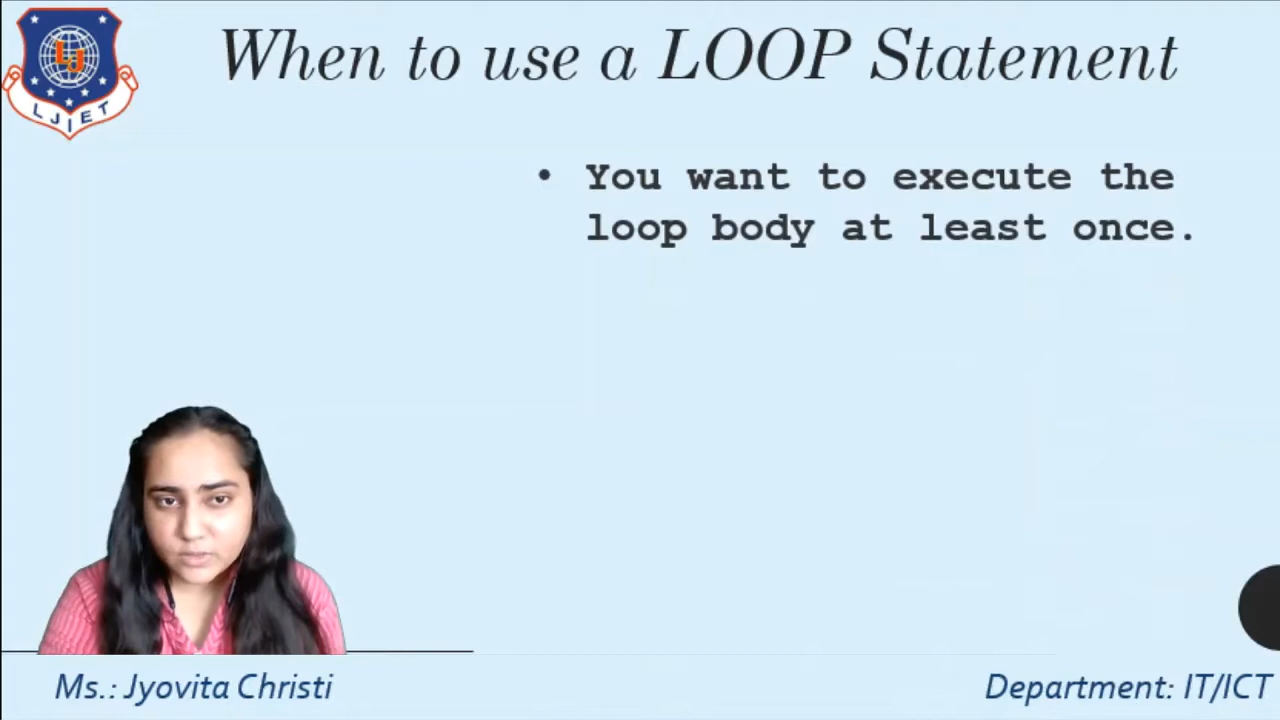 LJ
LJIET
When to use a LOOP Statement
• You want to execute the
loop body at least once.
Ms.: Jyovita Christi
Department: IT/ICT